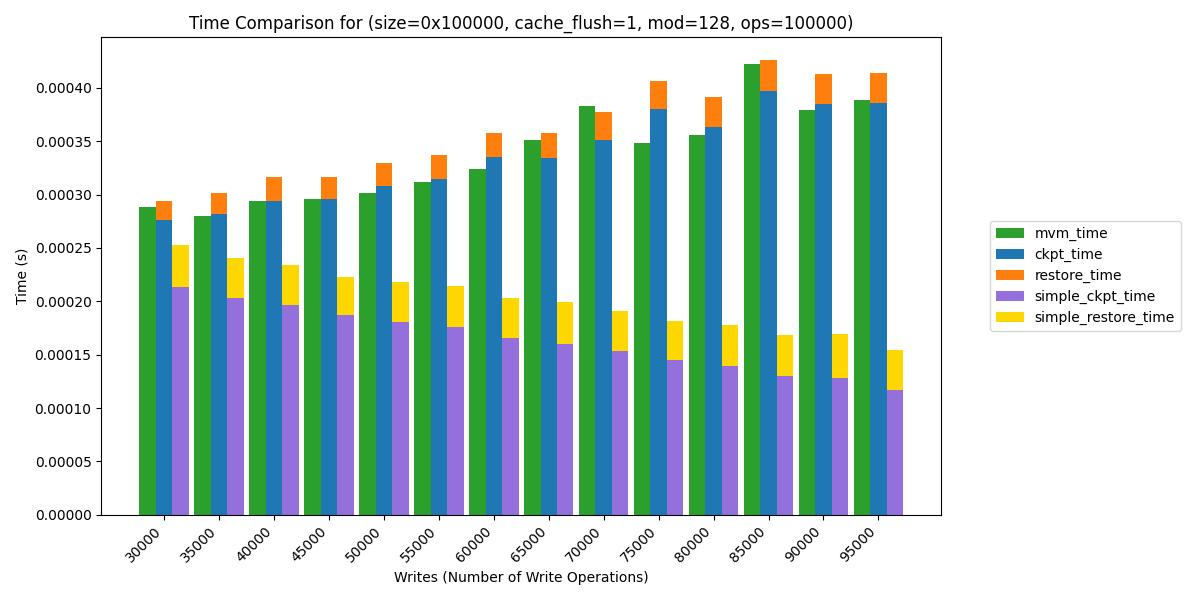 Time Comparison for (size=0x100000, cache_flush=1, mod=128, ops=100000)
Time (s)
0.00040
0.00035
0.00030
0.00025
0.00020
0.00015
0.00010
0.00005
0.00000
30000
35000
40000
45000
50000
55000
60000
65000
70000
75000
80000
85000
90000
95000
Writes (Number of Write Operations)
mvm_time
ckpt_time
restore_time
simple_ckpt_time
simple_restore_time